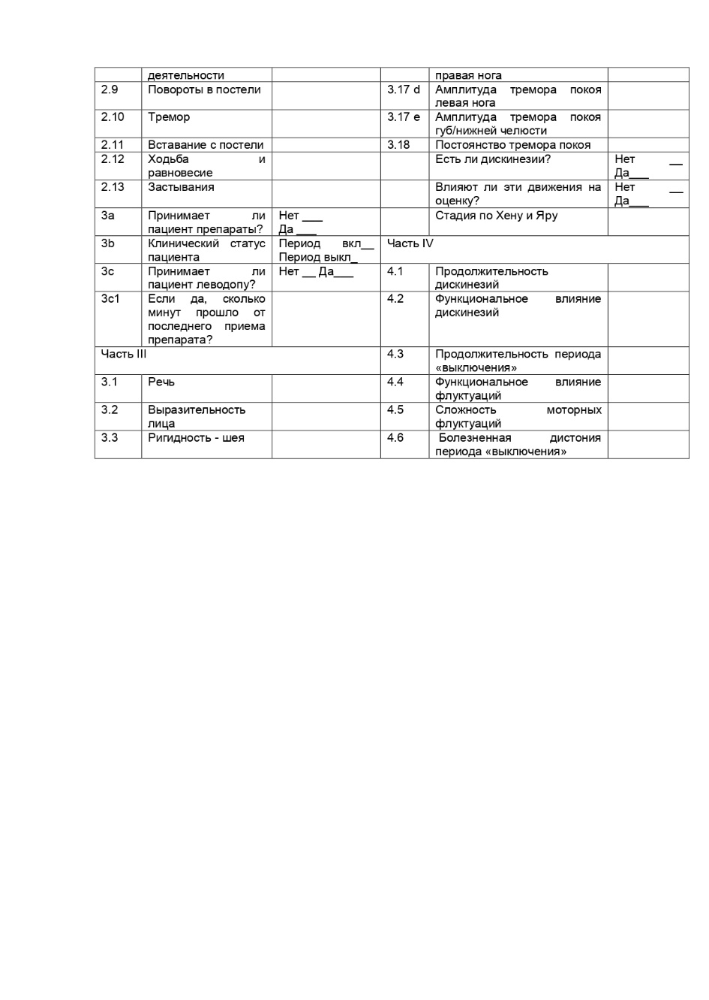 деятельности
правая нога
2.9 Повороты в постели
3.17 d Амплитуда тремора покоя
левая нога
2.10 Тремор
3.17 e Амплитуда тремора покоя
губ/нижней челюсти
2.11 Вставание с постели
3.18 Постоянство тремора покоя
2.12 Ходьба и
равновесие
Есть ли дискинезии? Нет __
Да___
2.13 Застывания
Влияют ли эти движения на Нет __
оценку? Да___
3a Принимает ли Нет ___
пациент препараты? Да ___
Стадия по Хену и Яру
3b Клинический статус Период вкл__
пациента Период выкл_
Часть IV
3c Принимает ли Нет __ Да___
пациент леводопу?
4.1 Продолжительность
дискинезий
3c1 Если да, сколько
минут прошло от
последнего приема
препарата?
4.2 Функциональное влияние
дискинезий
Часть III
4.3 Продолжительность периода
«выключения»
3.1 Речь
4.4 Функциональное влияние
флуктуаций
3.2 Выразительность
лица
4.5 Сложность моторных
флуктуаций
3.3 Ригидность - шея
4.6 Болезненная дистония
периода «выключения»